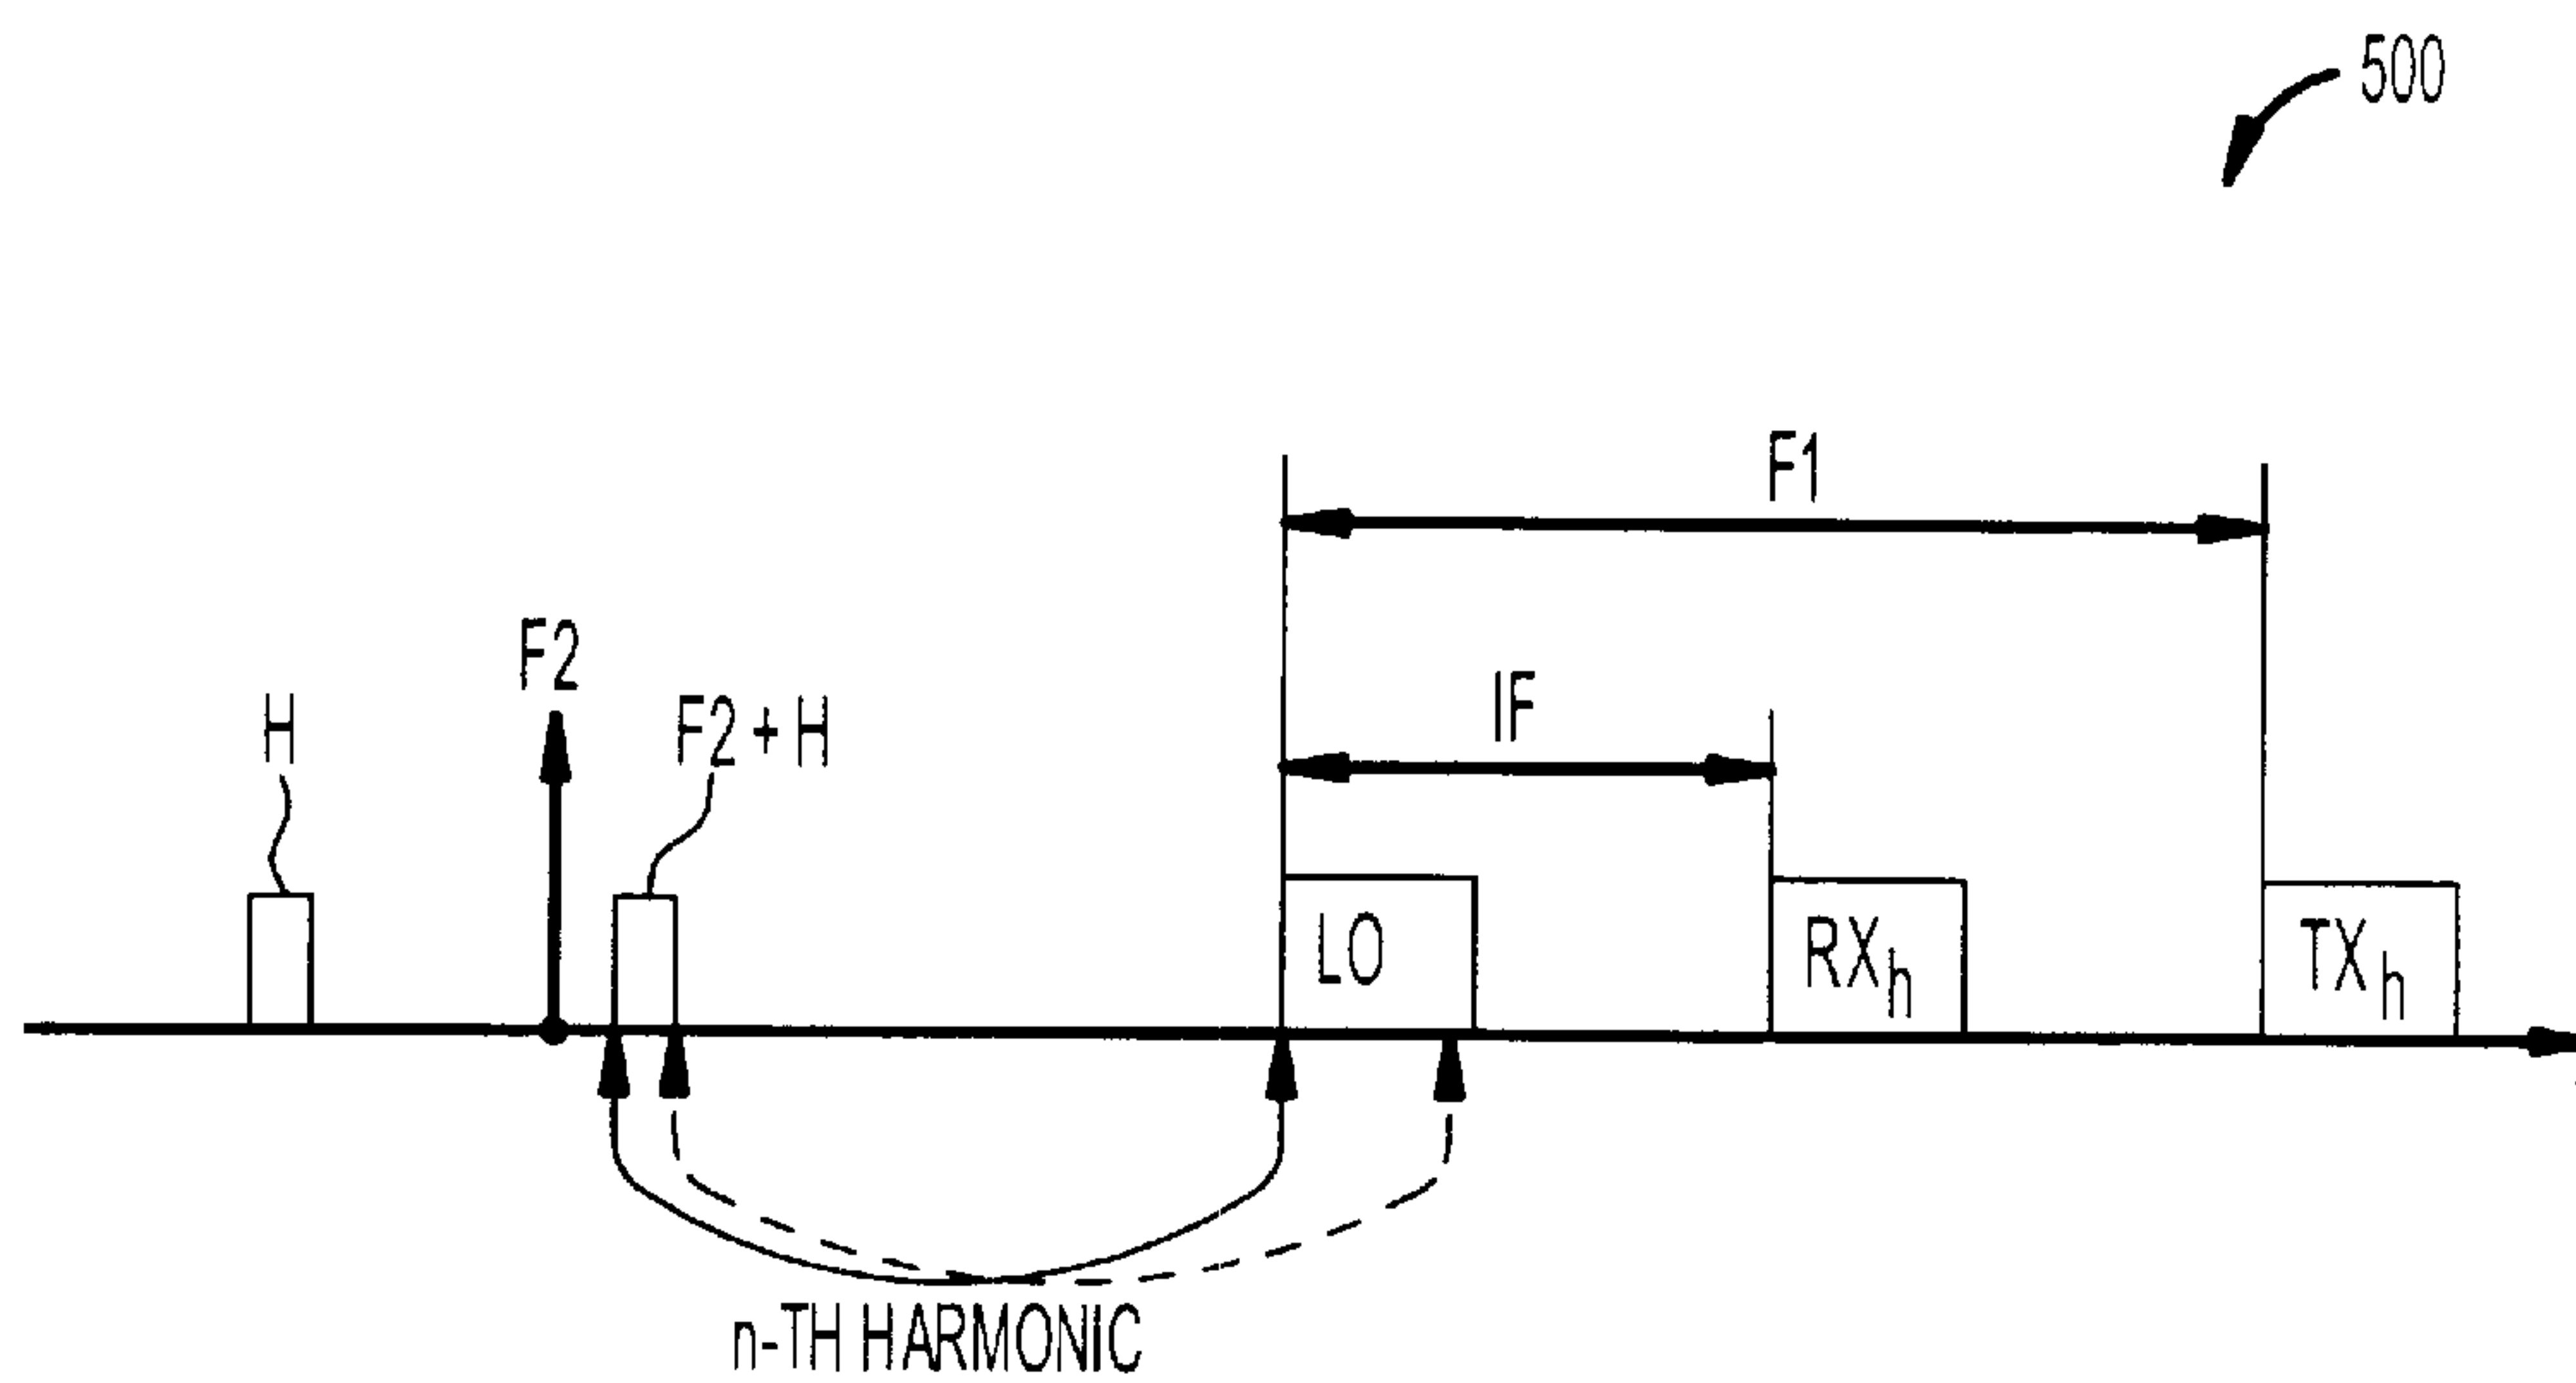 500
F1
F2
IF
H
F2 + H
LO
RXh
TXh
n-TH HARMONIC